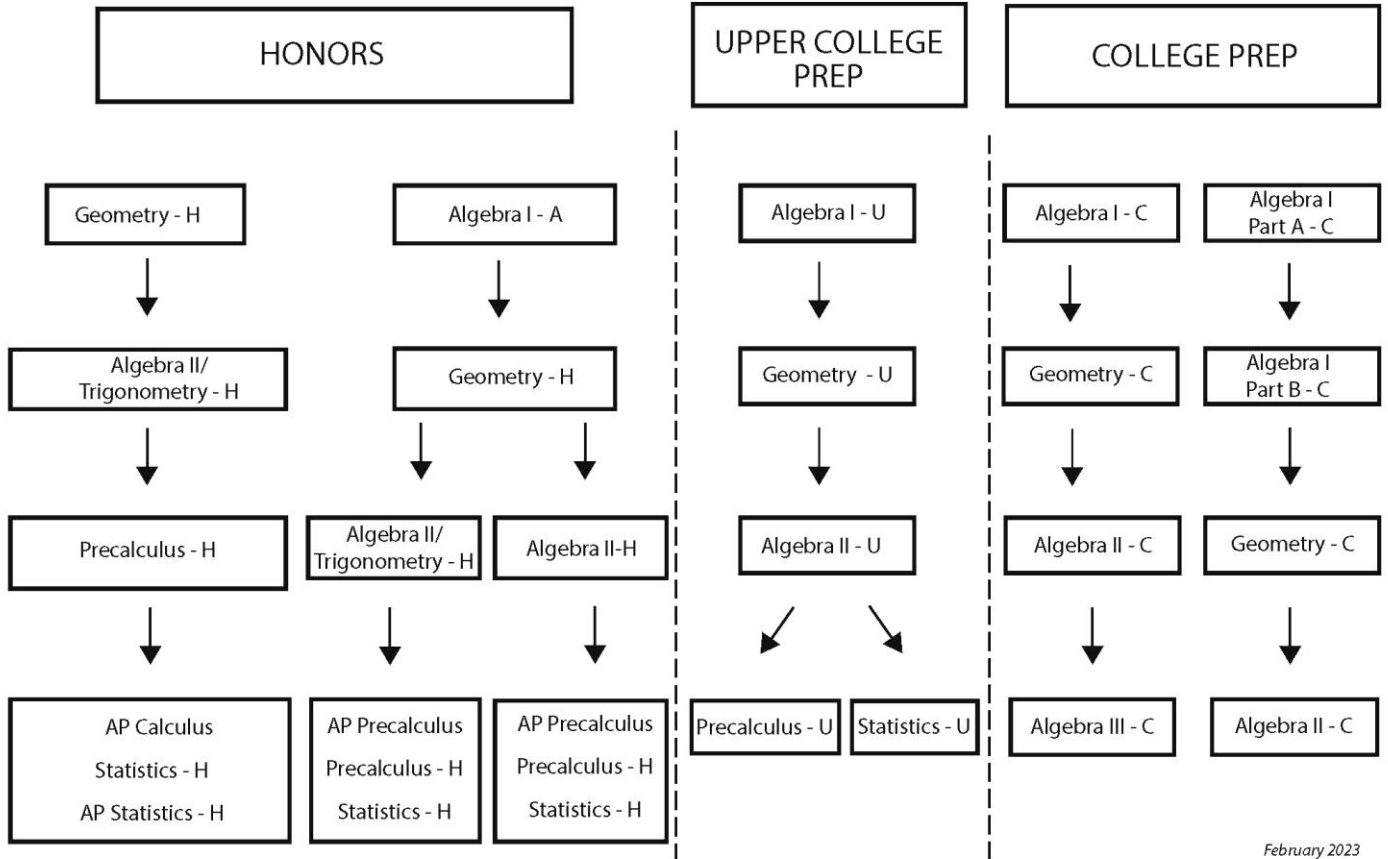 HONORS
UPPER COLLEGE
PREP
COLLEGE PREP
Geometry - H
Algebra I - A
Algebra I - U
Algebra I - C
Algebra I
Part A - C
Algebra II/
Trigonometry - H
Geometry - H
Geometry - U
Geometry - C
Algebra I
Part B - C
Precalculus - H
Algebra II/
Trigonometry - H
Algebra II-H
Algebra II - U
Algebra II - C
Geometry - C
AP Calculus
Statistics - H
AP Statistics - H
AP Precalculus
Precalculus - H
Statistics - H
AP Precalculus
Precalculus - H
Statistics - H
Precalculus - U
Statistics - U
Algebra III - C
Algebra II - C
February 2023